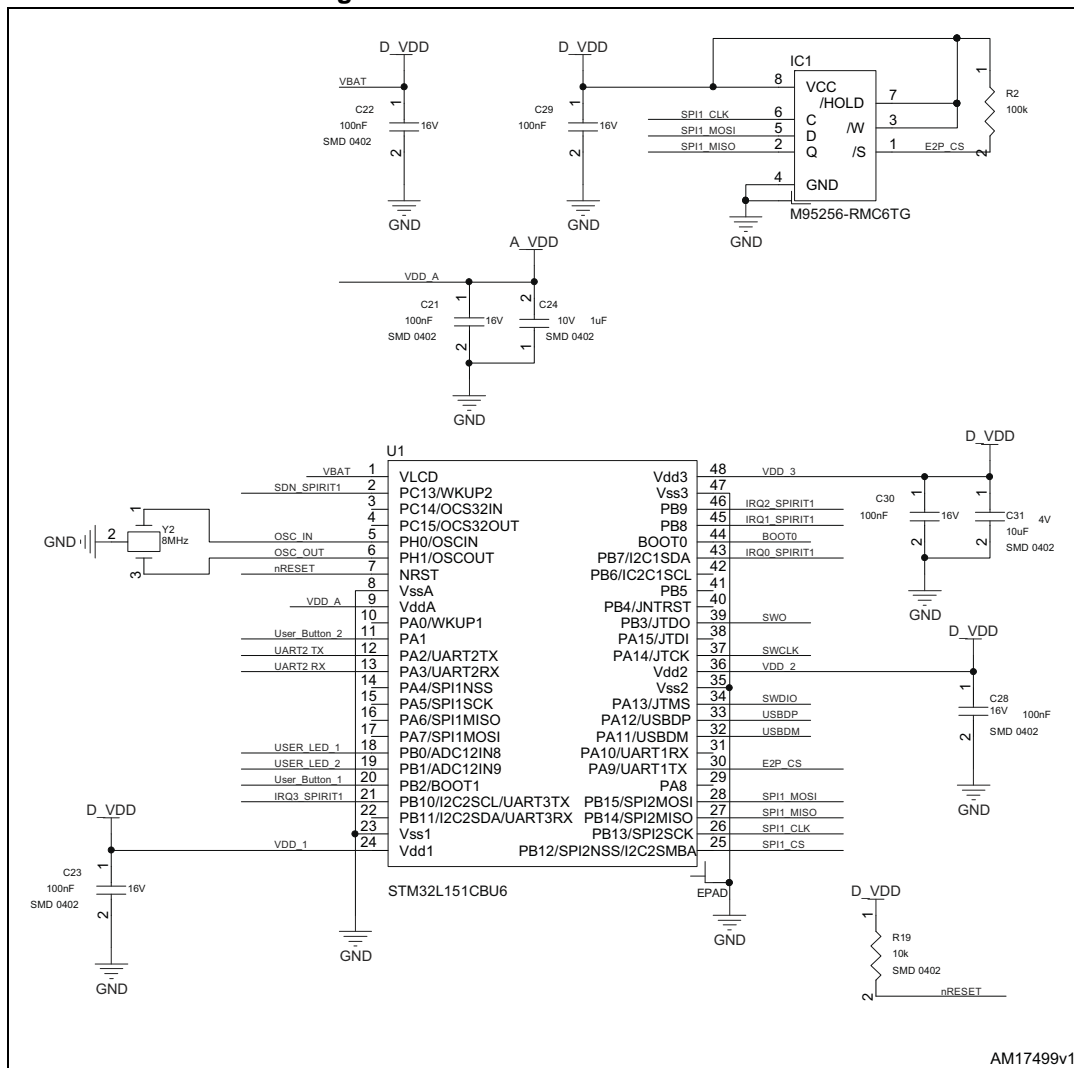 g
D_VDD
VBAT
1
C22
100nF
16V
SMD 0402
2
GND
D_VDD
1
C29
100nF
16V
SMD 0402
2
GND
IC1
8 VCC
/HOLD 7
SPI1_CLK 6 C
/W 3
SPI1_MOSI 5 D
SPI1_MISO 2 Q
/S 1 E2P_CS
4 GND
M95256-RMC6TG
GND
1
R2
100k
2
A_VDD
VDD_A
1
C21
100nF
16V
SMD 0402
2
2
C24
10V 1uF
SMD 0402
1
GND
U1
VBAT 1 VLCD
SDN_SPIRIT1 2 PC13/WKUP2
3 PC14/OCS32IN
4 PC15/OCS32OUT
OSC_IN 5 PH0/OSCIN
OSC_OUT 6 PH1/OSCOUT
nRESET 7 NRST
8 VssA
VDD_A 9 VddA
10 PA0/WKUP1
User_Button_2 11 PA1
UART2 TX 12 PA2/UART2TX
UART2 RX 13 PA3/UART2RX
14 PA4/SPI1NSS
15 PA5/SPI1SCK
16 PA6/SPI1MISO
17 PA7/SPI1MOSI
USER_LED_1 18 PB0/ADC12IN8
USER_LED_2 19 PB1/ADC12IN9
User_Button_1 20 PB2/BOOT1
IRQ3_SPIRIT1 21 PB10/I2C2SCL/UART3TX
22 PB11/I2C2SDA/UART3RX
23 Vss1
VDD_1 24 Vdd1
Vdd3 48 VDD_3
Vss3 47
PB9 46 IRQ2_SPIRIT1
PB8 45 IRQ1_SPIRIT1
BOOT0 44 BOOT0
PB7/I2C1SDA 43 IRQ0_SPIRIT1
PB6/IC2C1SCL 42
PB5 41
PB4/JNTRST 40
PB3/JTDO 39 SWO
PA15/JTDI 38
PA14/JTCK 37 SWCLK
Vdd2 36 VDD_2
Vss2 35
PA13/JTMS 34 SWDIO
PA12/USBDP 33 USBDP
PA11/USBDM 32 USBDM
PA10/UART1RX 31
PA9/UART1TX 30 E2P_CS
PA8 29
PB15/SPI2MOSI 28 SPI1_MOSI
PB14/SPI2MISO 27 SPI1_MISO
PB13/SPI2SCK 26 SPI1_CLK
PB12/SPI2NSS/I2C2SMBA 25 SPI1_CS
EPAD
STM32L151CBU6
GND
GND
GND 2
1
Y2
8MHz
3
D_VDD
1
C23
100nF
16V
SMD 0402
2
GND
D_VDD
1
C30
100nF
16V
2
1
C31 4V
10uF
SMD 0402
2
GND
D_VDD
1
C28
16V 100nF
SMD 0402
2
GND
D_VDD
1
R19
10k
SMD 0402
2
nRESET
AM17499v1